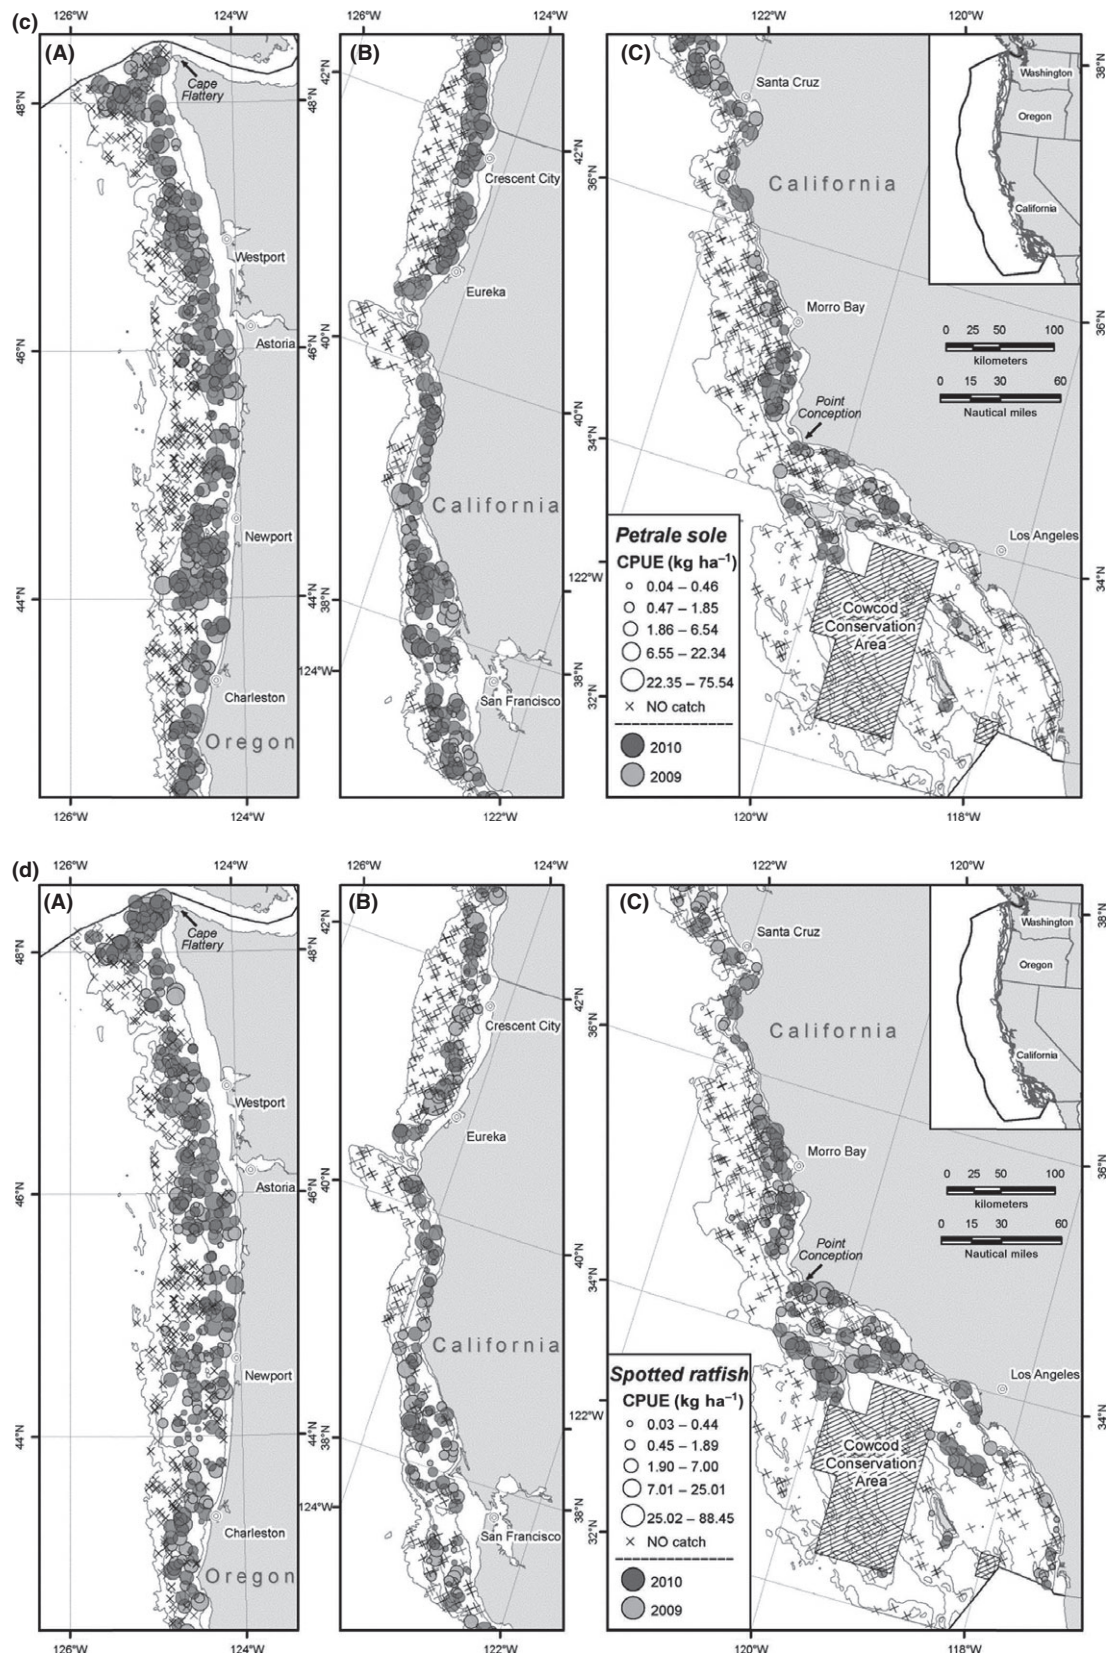 (c)
126°W
124°W
126°W
124°W
122°W
120°W
(A)
(B)
(C)
Cape
Flattery
48°N
48°N
42°N
42°N
38°N
36°N
36°N
Santa Cruz
Washington
Oregon
California
California
Crescent City
Westport
Eureka
Morro Bay
Astoria
46°N
46°N
40°N
40°N
0 25 50 100
kilometers
0 15 30 60
Nautical miles
Point
Conception
34°N
34°N
California
Newport
Los Angeles
Petrale sole
CPUE (kg ha⁻¹)
0.04 – 0.46
0.47 – 1.85
1.86 – 6.54
6.55 – 22.34
22.35 – 75.54
× NO catch
2010
2009
Cowcod
Conservation
Area
122°W
44°N
44°N
38°N
38°N
124°W
32°N
Charleston
San Francisco
Oregon
126°W
124°W
122°W
120°W
118°W
(d)
126°W
124°W
126°W
124°W
122°W
120°W
(A)
(B)
(C)
Cape
Flattery
48°N
48°N
42°N
42°N
38°N
36°N
36°N
Santa Cruz
Washington
Oregon
California
California
Crescent City
Westport
Eureka
Morro Bay
Astoria
46°N
46°N
40°N
40°N
0 25 50 100
kilometers
0 15 30 60
Nautical miles
Point
Conception
34°N
34°N
California
Newport
Los Angeles
Spotted ratfish
CPUE (kg ha⁻¹)
0.03 – 0.44
0.45 – 1.89
1.90 – 7.00
7.01 – 25.01
25.02 – 88.45
× NO catch
2010
2009
Cowcod
Conservation
Area
122°W
44°N
44°N
38°N
38°N
124°W
32°N
Charleston
San Francisco
Oregon
126°W
124°W
122°W
120°W
118°W